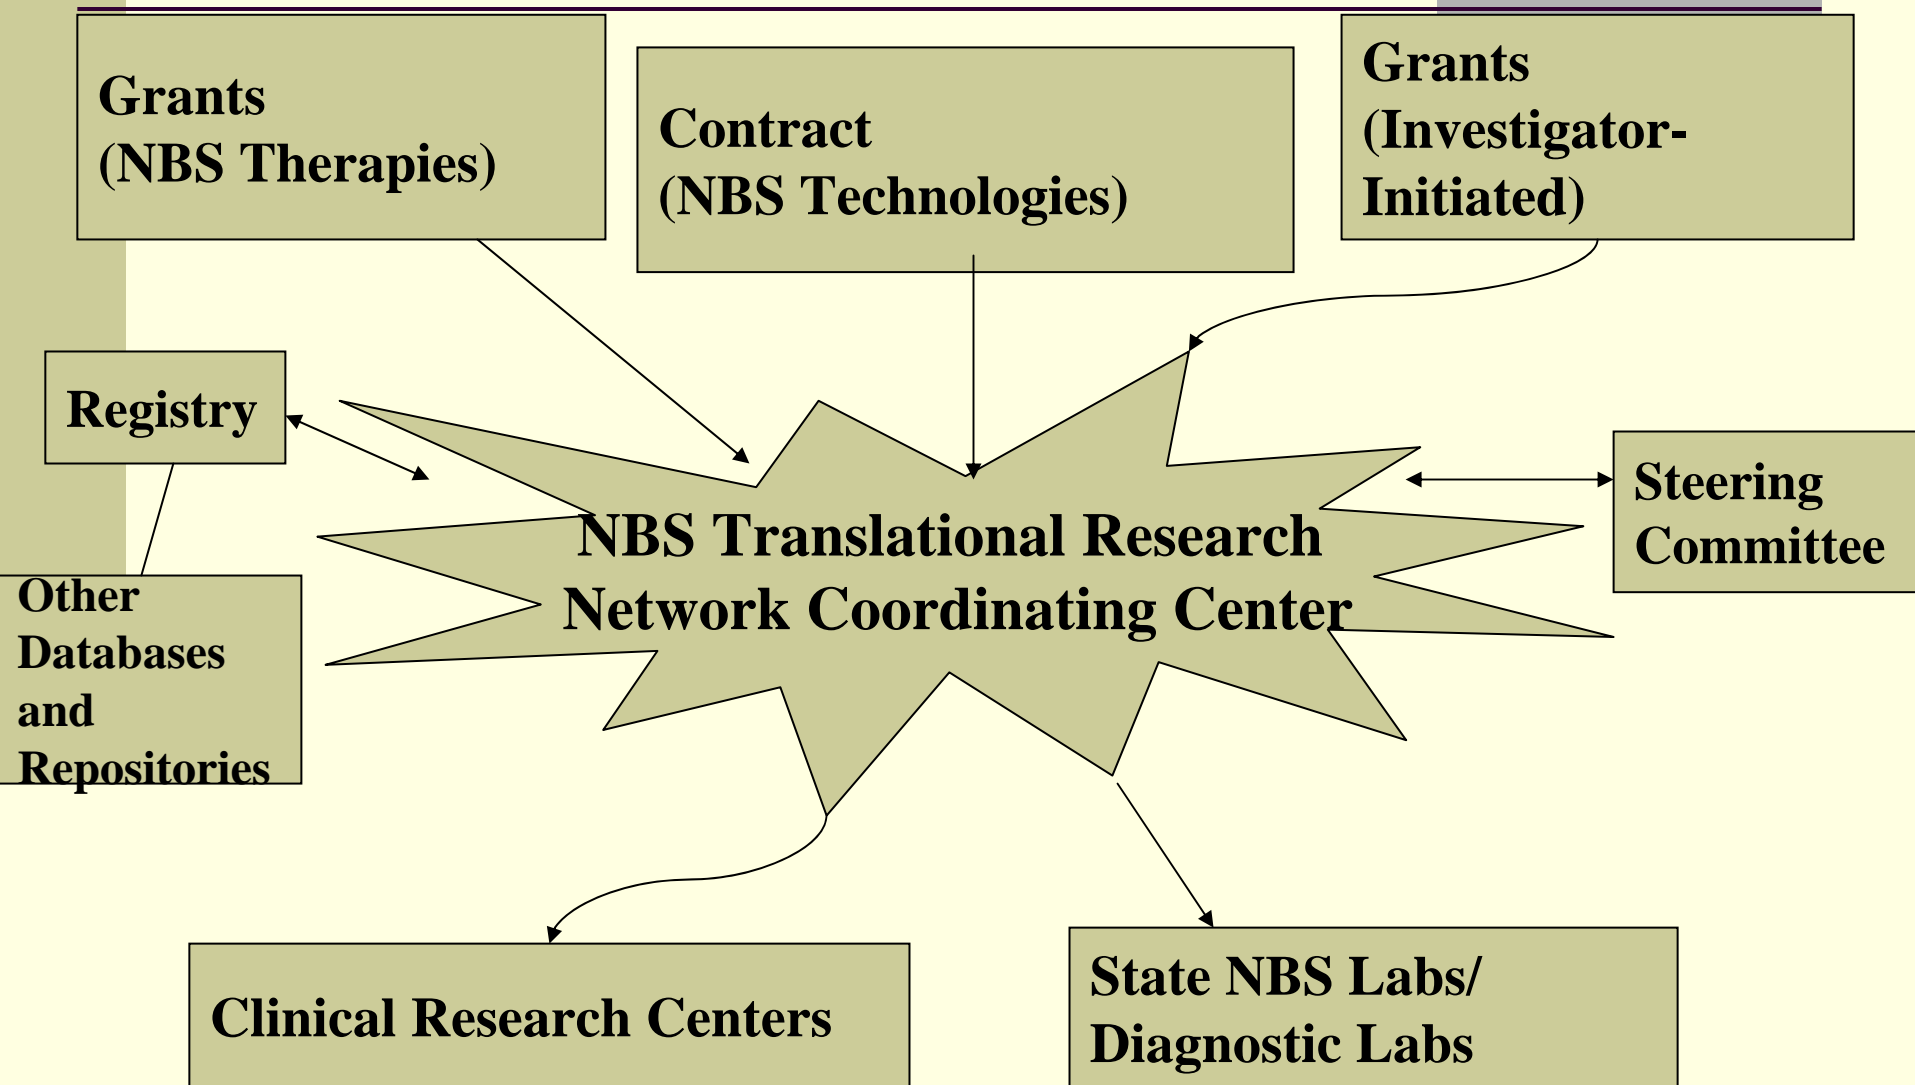 Grants
(NBS Therapies)
Contract
(NBS Technologies)
Grants
(Investigator-
Initiated)
Registry
Steering
Committee
NBS Translational Research
Network Coordinating Center
Other
Databases
and
Repositories
Clinical Research Centers
State NBS Labs/
Diagnostic Labs